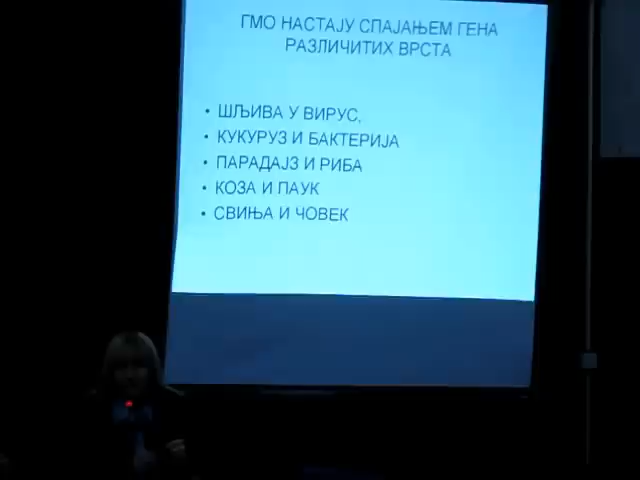 ГМО НАСТАЈУ СПАЈАЊЕМ ГЕНА
РАЗЛИЧИТИХ ВРСТА
• ШЉИВА У ВИРУС,
• КУКУРУЗ И БАКТЕРИЈА
• ПАРАДАЈЗ И РИБА
• КОЗА И ПАУК
• СВИЊА И ЧОВЕК